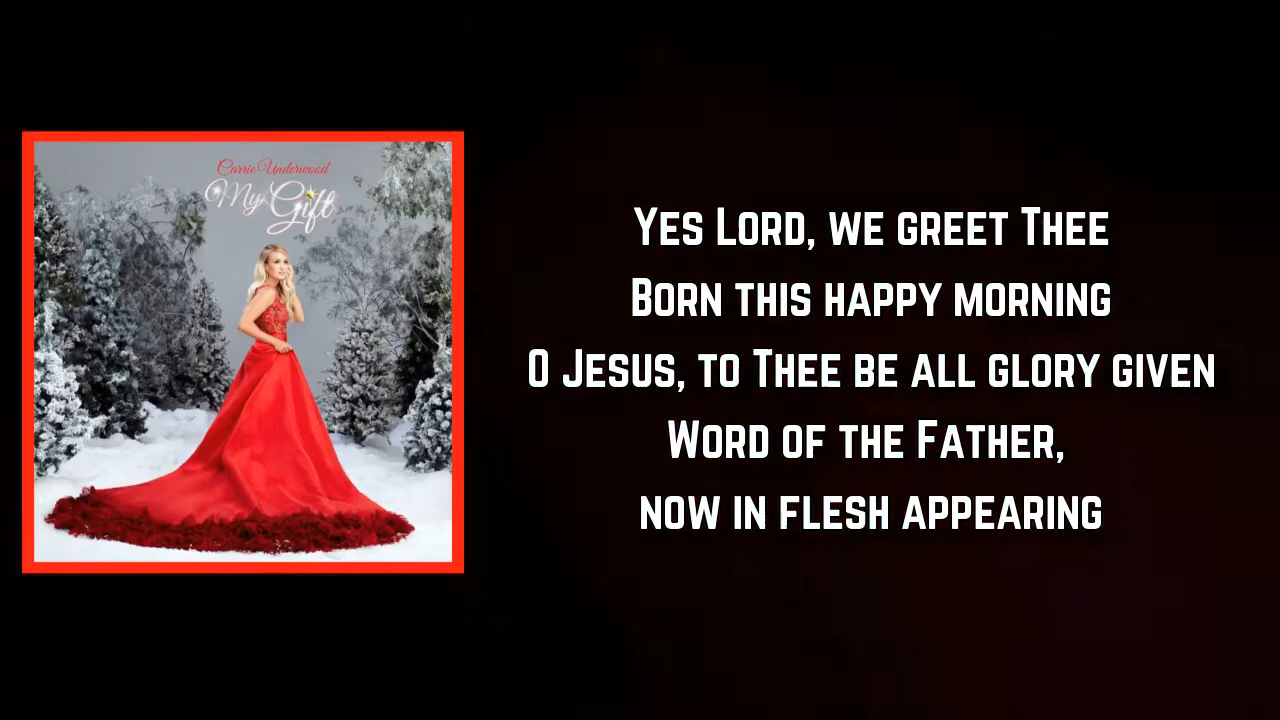 Carrie Underwood
My Gift
Yes Lord, we greet Thee
Born this happy morning
O Jesus, to Thee be all glory given
Word of the Father,
now in flesh appearing